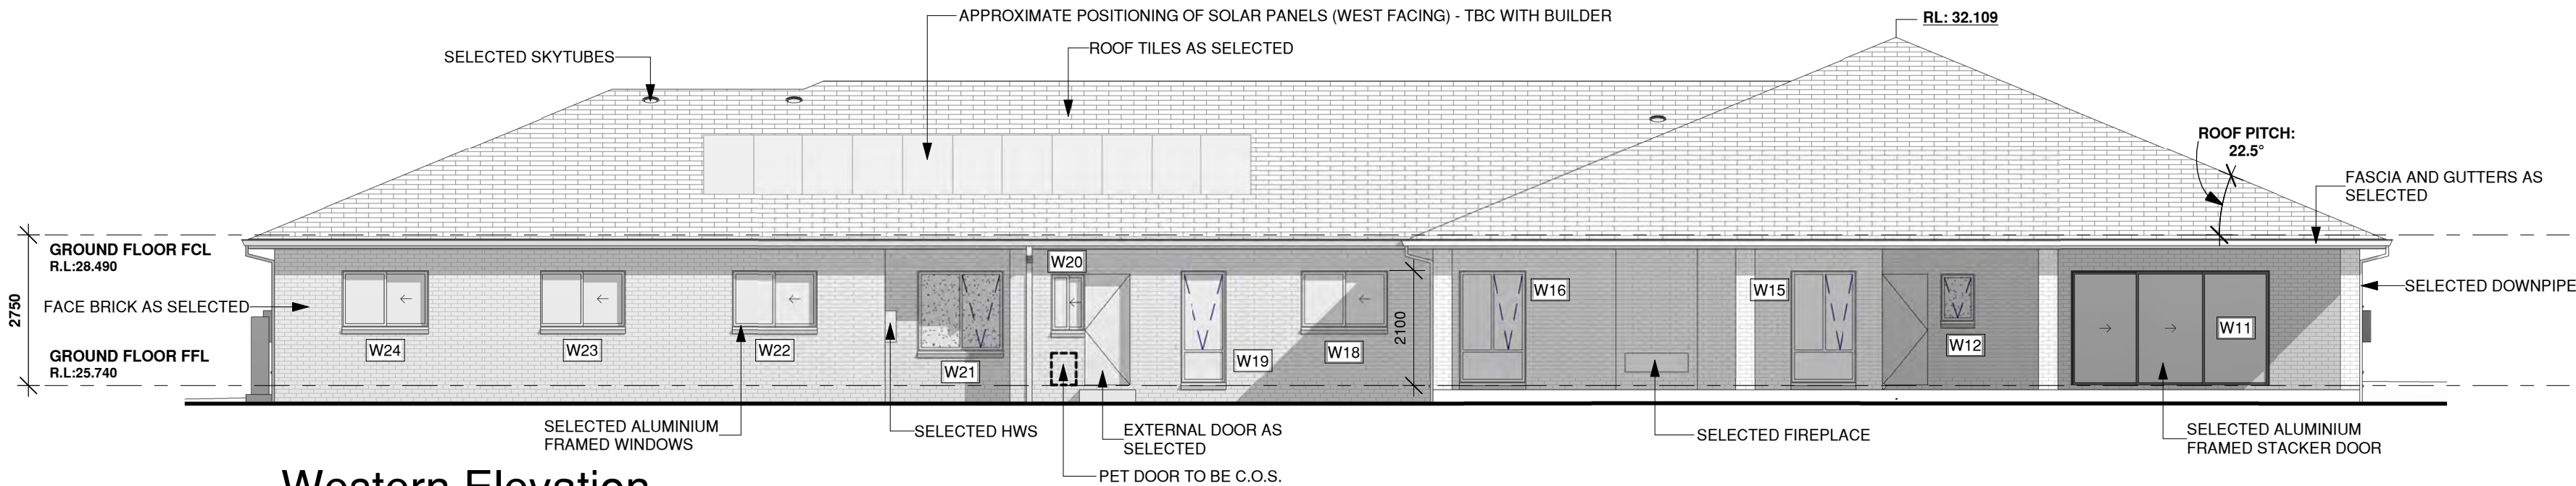 APPROXIMATE POSITIONING OF SOLAR PANELS (WEST FACING) - TBC WITH BUILDER
RL: 32.109
ROOF TILES AS SELECTED
SELECTED SKYTUBES
ROOF PITCH:
22.5°
FASCIA AND GUTTERS AS
SELECTED
GROUND FLOOR FCL
R.L:28.490
2750
FACE BRICK AS SELECTED
GROUND FLOOR FFL
R.L:25.740
W24
W23
W22
W21
W20
W19
W18
2100
W16
W15
W12
W11
SELECTED DOWNPIPE
SELECTED ALUMINIUM
FRAMED WINDOWS
SELECTED HWS
EXTERNAL DOOR AS
SELECTED
PET DOOR TO BE C.O.S.
SELECTED FIREPLACE
SELECTED ALUMINIUM
FRAMED STACKER DOOR
Western Elevation